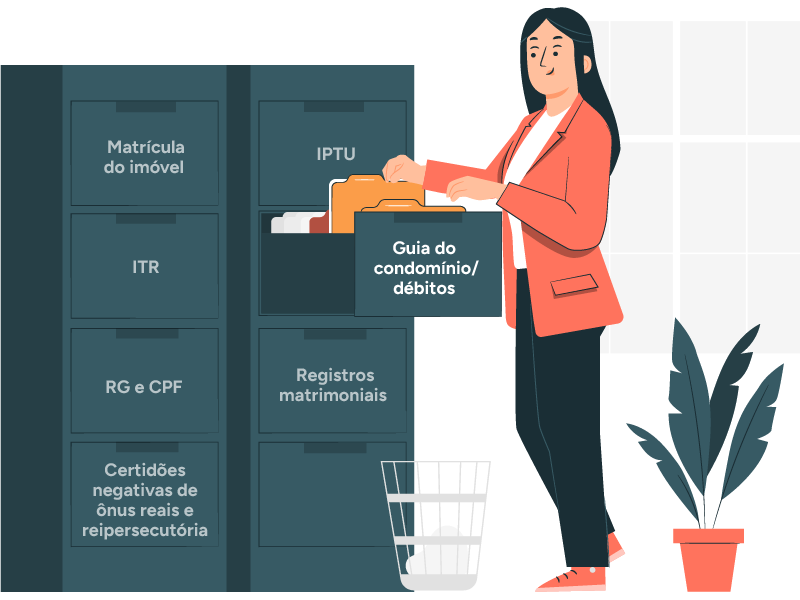 Matrícula
do imóvel
IPTU
ITR
Guia do
condomínio/
débitos
RG e CPF
Registros
matrimoniais
Certidões
negativas de
ônus reais e
reipersecutória